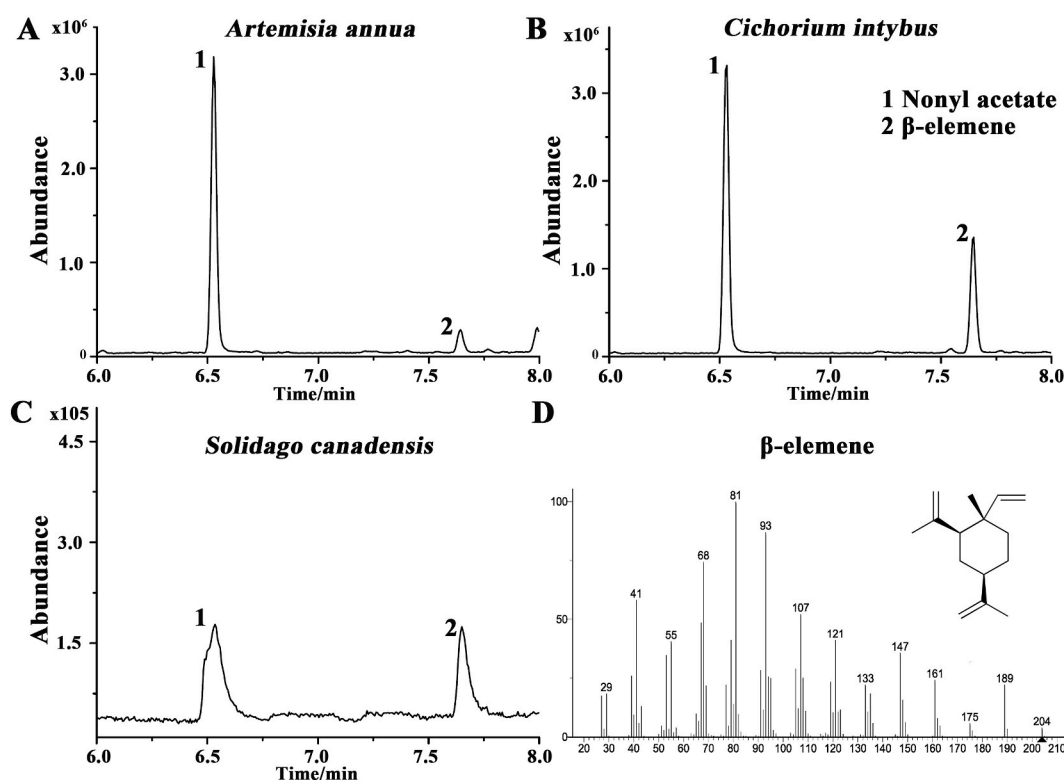 A
x10⁶
Artemisia annua
1
3.0
2.0
1.0
0
2
Abundance
6.0 6.5 7.0 7.5 8.0
Time/min
B
x10⁶
Cichorium intybus
1
3.0
1 Nonyl acetate
2 β-elemene
2.0
1.0
0
2
Abundance
6.0 6.5 7.0 7.5 8.0
Time/min
C
x105
Solidago canadensis
4.5
3.0
1.5
1
2
Abundance
6.0 6.5 7.0 7.5 8.0
Time/min
D
β-elemene
100
50
0
29
41
55
68
81
93
107
121
133
147
161
175
189
204
20 30 40 50 60 70 80 90 100 110 120 130 140 150 160 170 180 190 200 210